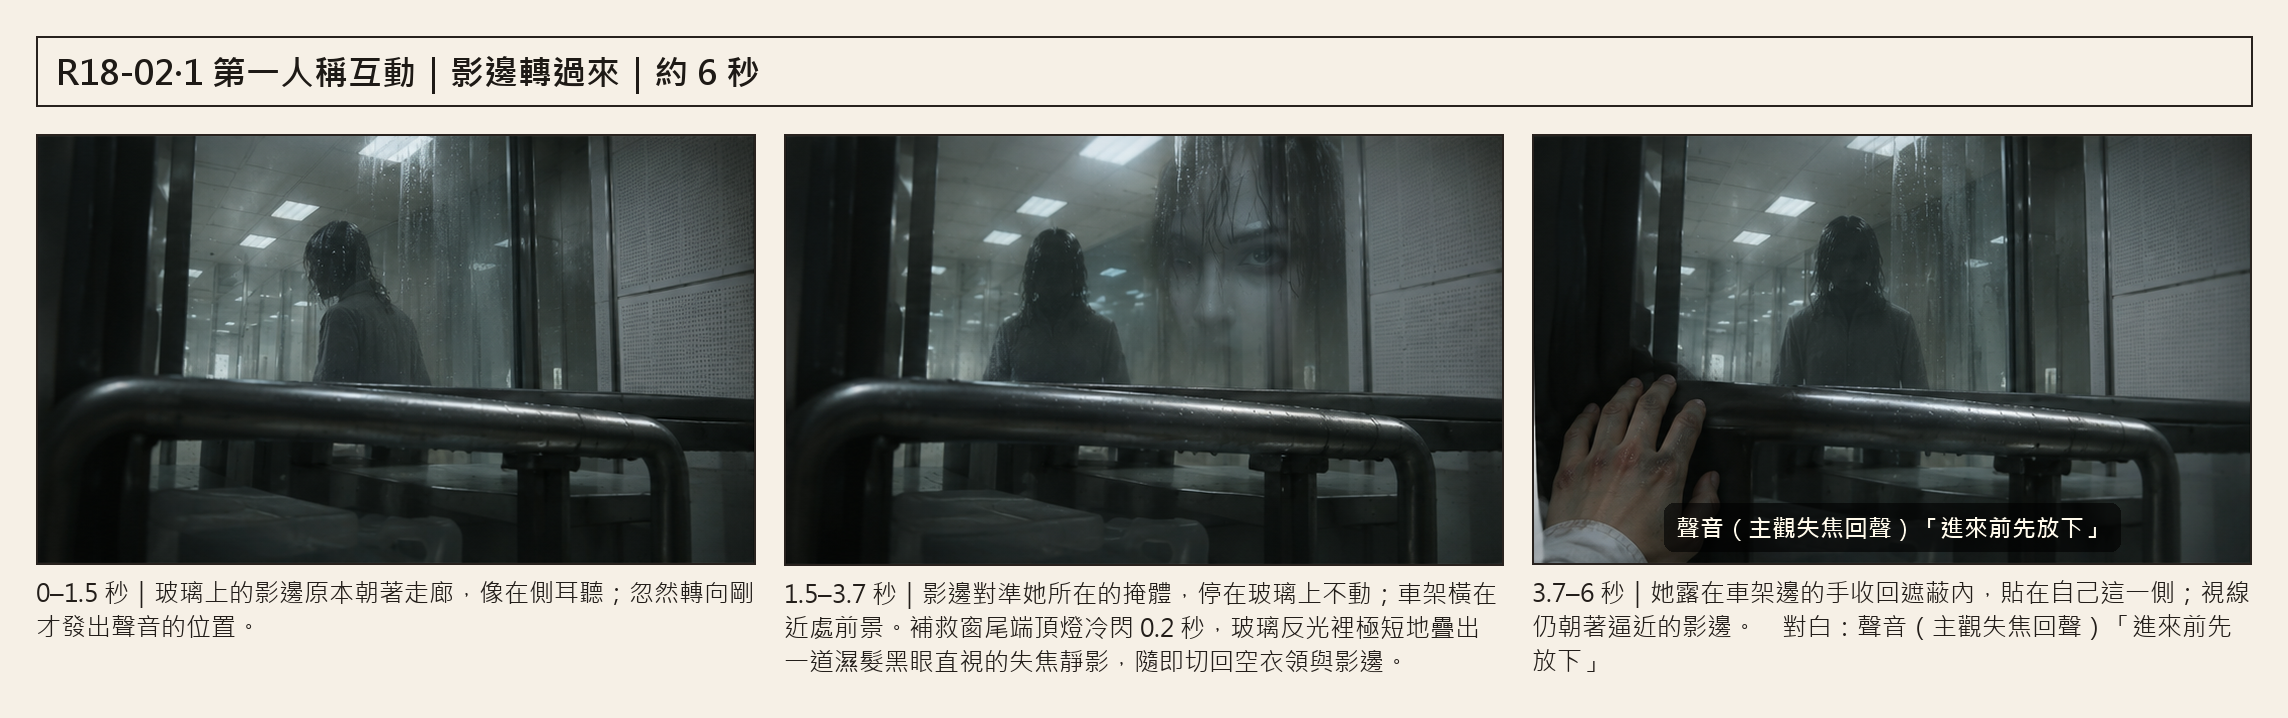 R18-02·1 第一人稱互動｜影邊轉過來｜約 6 秒
聲音（主觀失焦回聲）「進來前先放下」
0–1.5 秒｜玻璃上的影邊原本朝著走廊，像在側耳聽；忽然轉向剛
才發出聲音的位置。
1.5–3.7 秒｜影邊對準她所在的掩體，停在玻璃上不動；車架橫在
近處前景。補救窗尾端頂燈冷閃 0.2 秒，玻璃反光裡極短地疊出
一道濕髮黑眼直視的失焦靜影，隨即切回空衣領與影邊。
3.7–6 秒｜她露在車架邊的手收回遮蔽內，貼在自己這一側；視線
仍朝著逼近的影邊。　對白：聲音（主觀失焦回聲）「進來前先
放下」